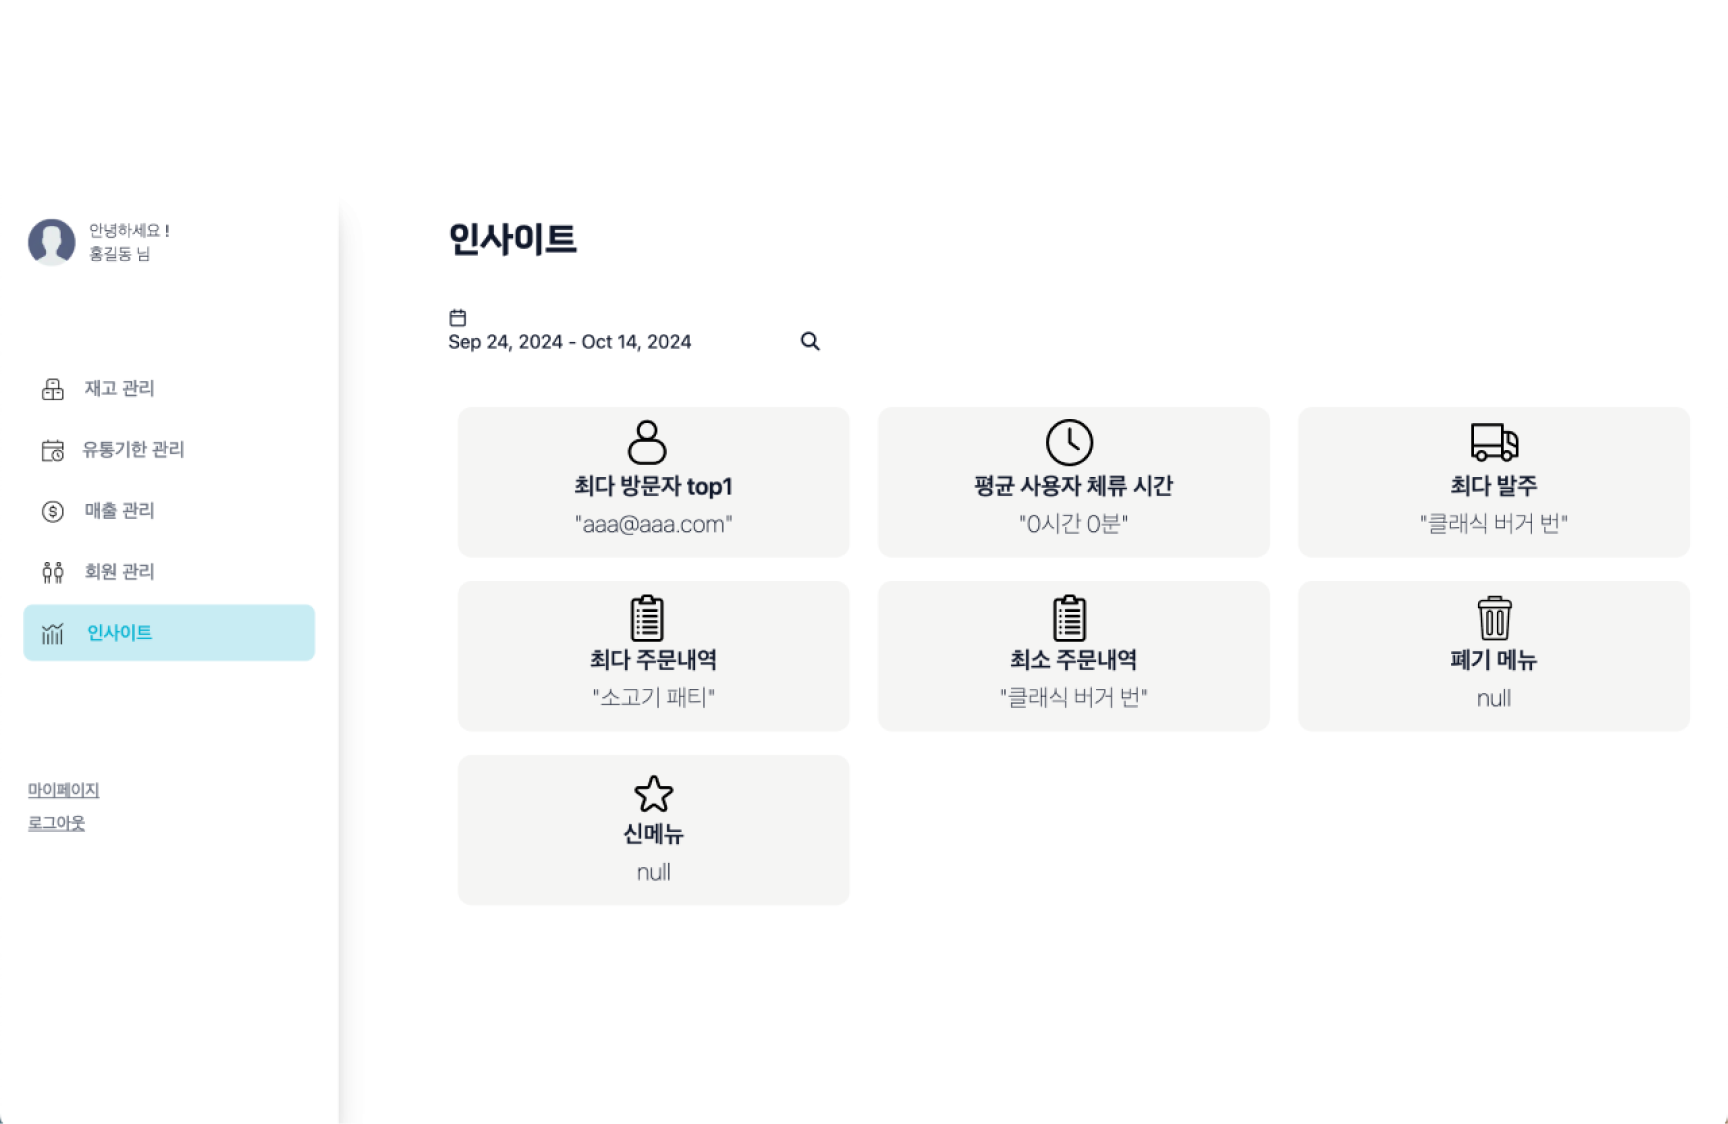 안녕하세요 !
홍길동 님
재고 관리
유통기한 관리
매출 관리
회원 관리
인사이트
마이페이지
로그아웃
인사이트
Sep 24, 2024 - Oct 14, 2024
최다 방문자 top1
"aaa@aaa.com"
평균 사용자 체류 시간
"0시간 0분"
최다 발주
"클래식 버거 번"
최다 주문내역
"소고기 패티"
최소 주문내역
"클래식 버거 번"
폐기 메뉴
null
신메뉴
null